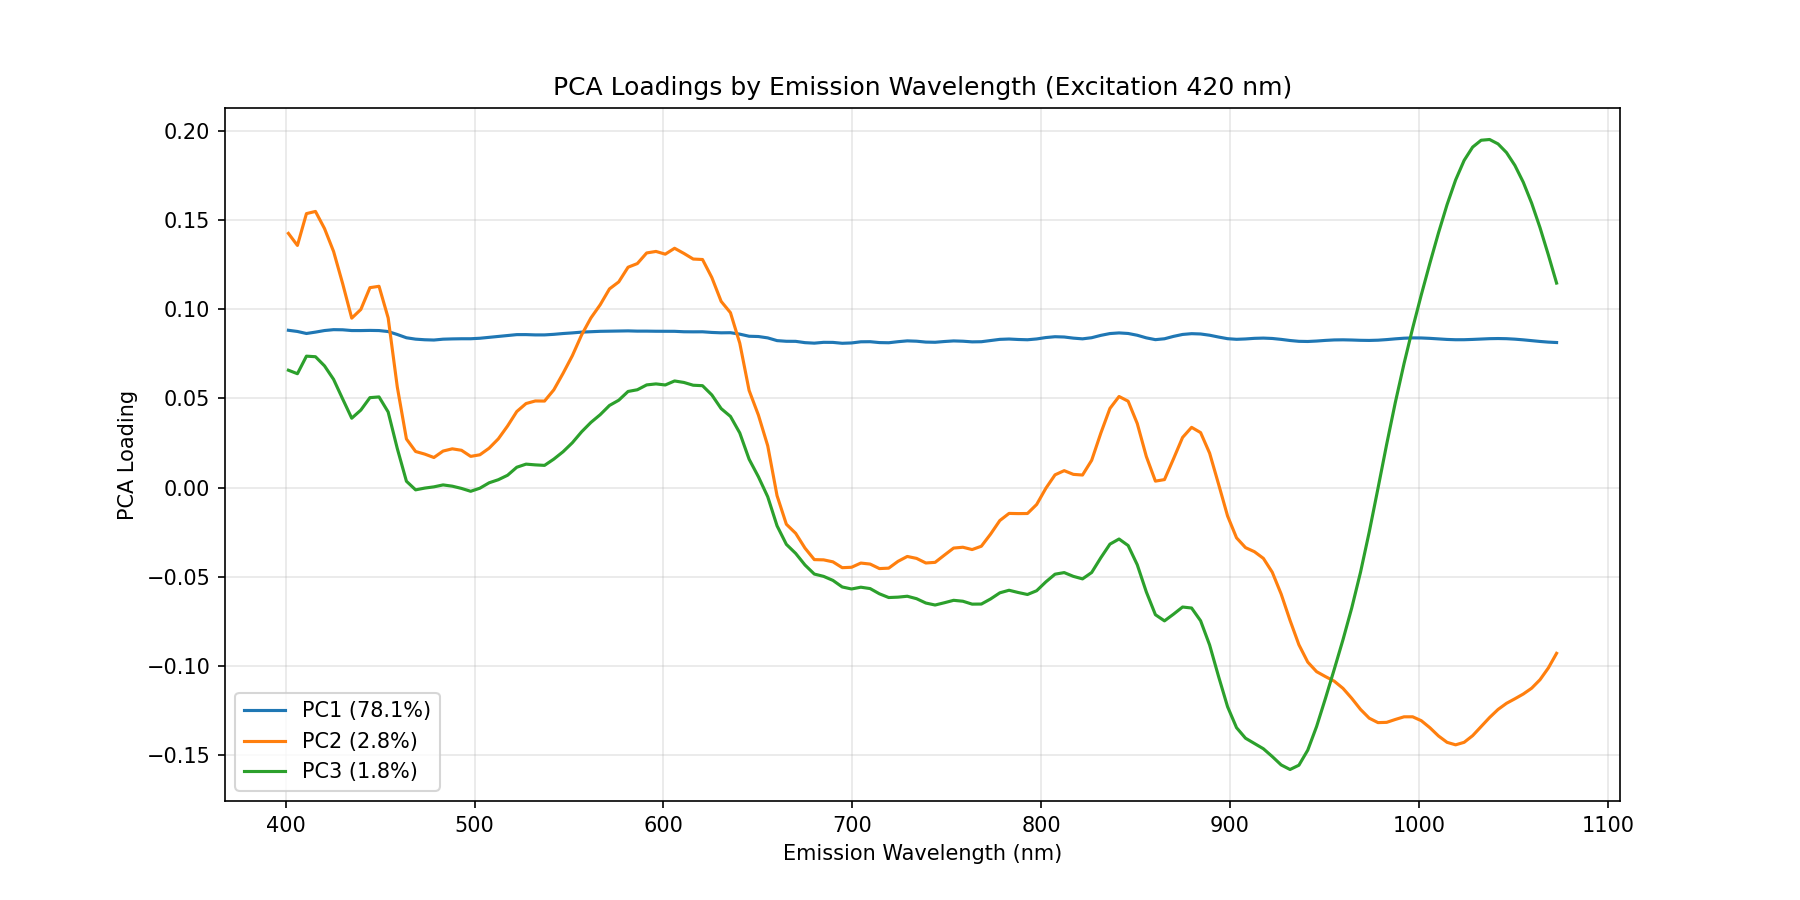 PCA Loadings by Emission Wavelength (Excitation 420 nm)
0.20
0.15
0.10
0.05
0.00
−0.05
−0.10
−0.15
PCA Loading
PC1 (78.1%)
PC2 (2.8%)
PC3 (1.8%)
400 500 600 700 800 900 1000 1100
Emission Wavelength (nm)